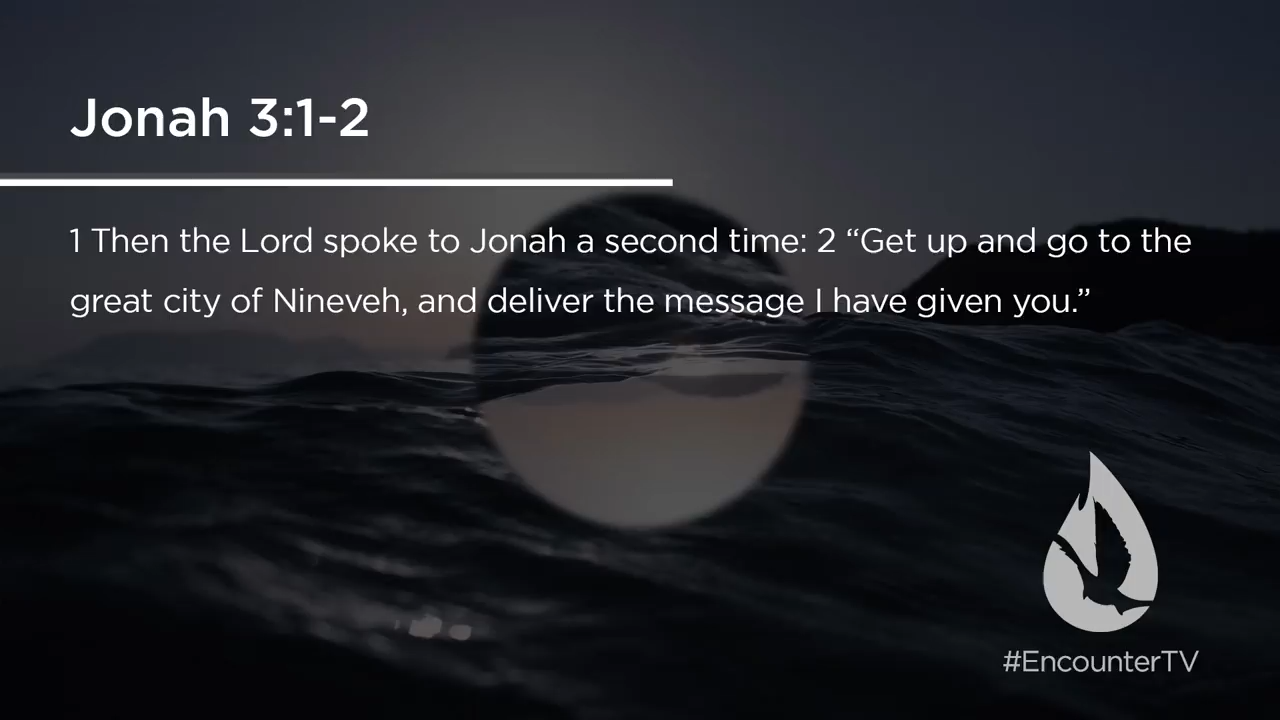 Jonah 3:1-2
1 Then the Lord spoke to Jonah a second time: 2 “Get up and go to the
great city of Nineveh, and deliver the message I have given you.”
#EncounterTV